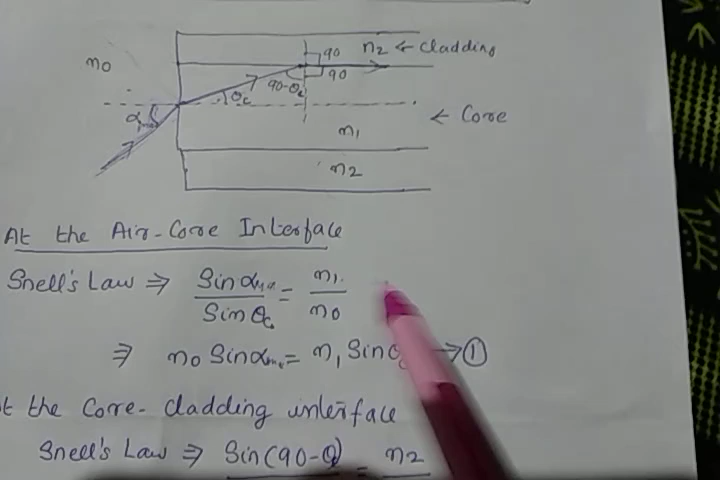 n0
90
n2 ← cladding
90
90-θc
θc
αmax
n1
← Core
n2
At the Air-Core Interface
Snell's Law ⇒ Sin αmax / Sin θc = n1 / n0
⇒ n0 Sin αmax = n1 Sin θc → ①
At the Core-cladding interface
Snell's Law ⇒ Sin(90-θ) = n2